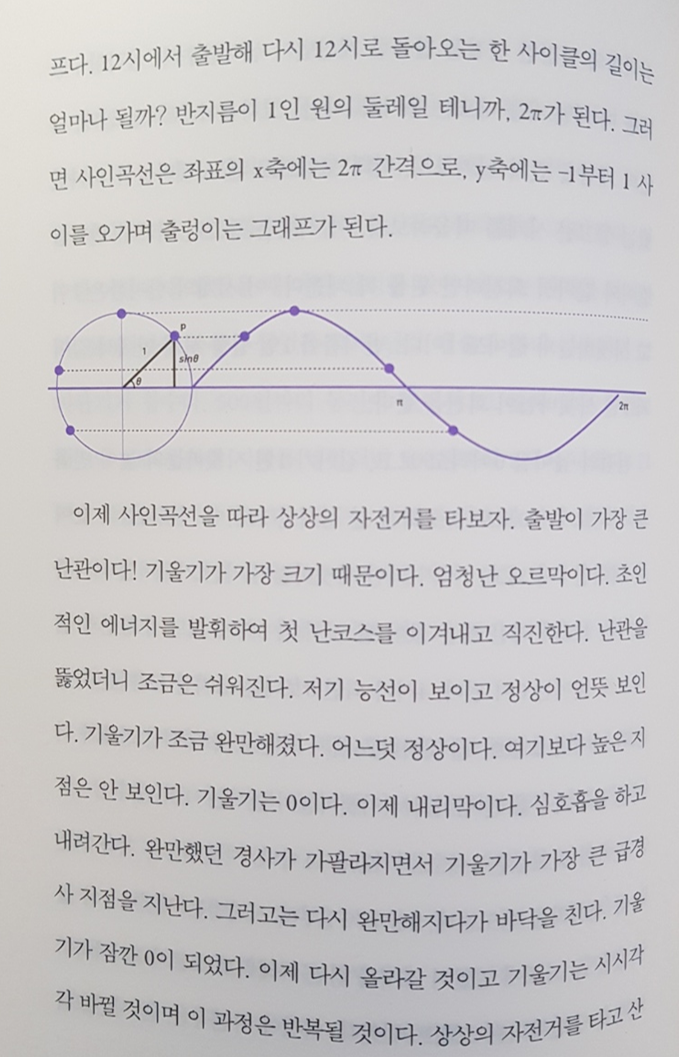 프다. 12시에서 출발해 다시 12시로 돌아오는 한 사이클의 길이는
얼마나 될까? 반지름이 1인 원의 둘레일 테니까, 2π가 된다. 그러
면 사인곡선은 좌표의 x축에는 2π 간격으로, y축에는 -1부터 1 사
이를 오가며 출렁이는 그래프가 된다.
P
1
sinθ
θ
π
2π
이제 사인곡선을 따라 상상의 자전거를 타보자. 출발이 가장 큰
난관이다! 기울기가 가장 크기 때문이다. 엄청난 오르막이다. 초인
적인 에너지를 발휘하여 첫 난코스를 이겨내고 직진한다. 난관을
뚫었더니 조금은 쉬워진다. 저기 능선이 보이고 정상이 언뜻 보인
다. 기울기가 조금 완만해졌다. 어느덧 정상이다. 여기보다 높은 지
점은 안 보인다. 기울기는 0이다. 이제 내리막이다. 심호흡을 하고
내려간다. 완만했던 경사가 가팔라지면서 기울기가 가장 큰 급경
사 지점을 지난다. 그러고는 다시 완만해지다가 바닥을 친다. 기울
기가 잠깐 0이 되었다. 이제 다시 올라갈 것이고 기울기는 시시각
각 바뀔 것이며 이 과정은 반복될 것이다. 상상의 자전거를 타고 산